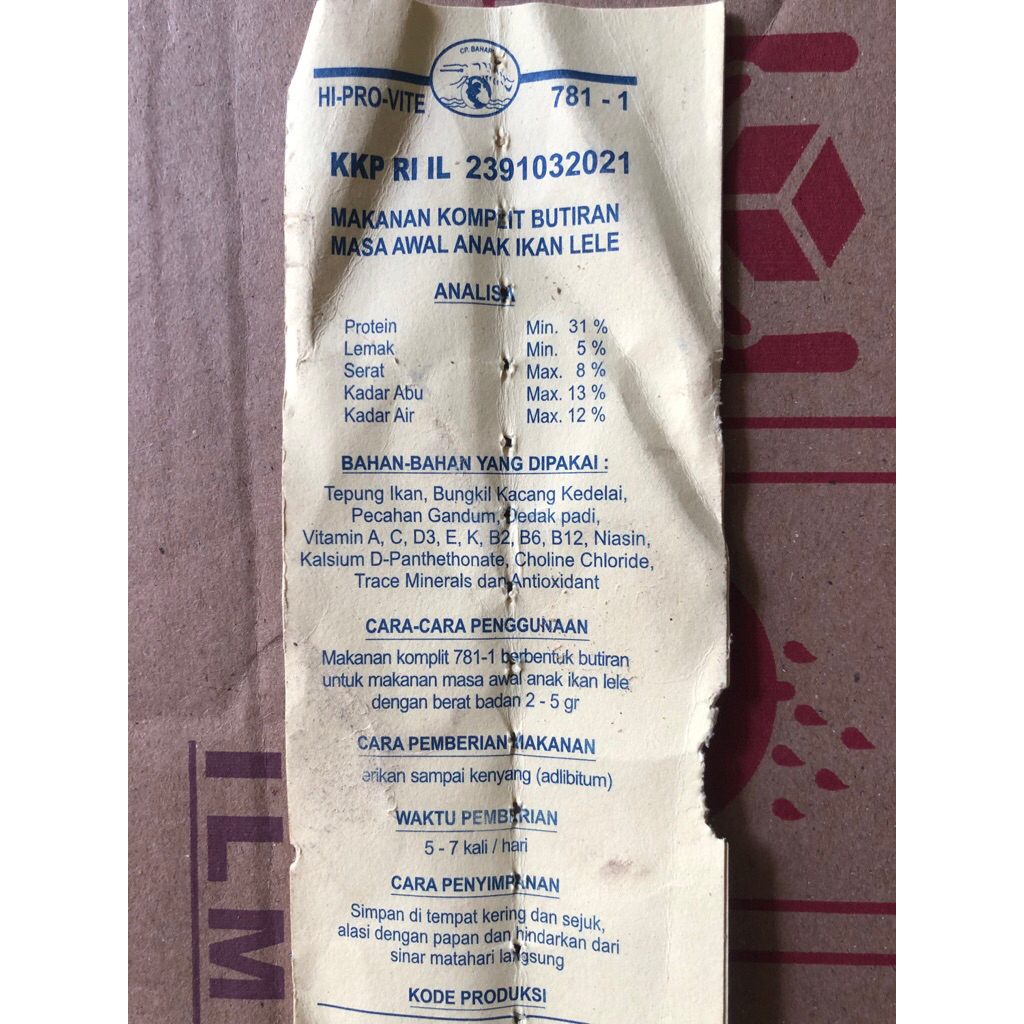 CP. BAHARI
HI-PRO-VITE 781 - 1
KKP RI IL 2391032021
MAKANAN KOMPLIT BUTIRAN
MASA AWAL ANAK IKAN LELE
ANALISA
Protein Min. 31 %
Lemak Min. 5 %
Serat Max. 8 %
Kadar Abu Max. 13 %
Kadar Air Max. 12 %
BAHAN-BAHAN YANG DIPAKAI :
Tepung Ikan, Bungkil Kacang Kedelai,
Pecahan Gandum, Dedak padi,
Vitamin A, C, D3, E, K, B2, B6, B12, Niasin,
Kalsium D-Panthethonate, Choline Chloride,
Trace Minerals dan Antioxidant
CARA-CARA PENGGUNAAN
Makanan komplit 781-1 berbentuk butiran
untuk makanan masa awal anak ikan lele
dengan berat badan 2 - 5 gr
CARA PEMBERIAN MAKANAN
erikan sampai kenyang (adlibitum)
WAKTU PEMBERIAN
5 - 7 kali / hari
CARA PENYIMPANAN
Simpan di tempat kering dan sejuk,
alasi dengan papan dan hindarkan dari
sinar matahari langsung
KODE PRODUKSI
ILM